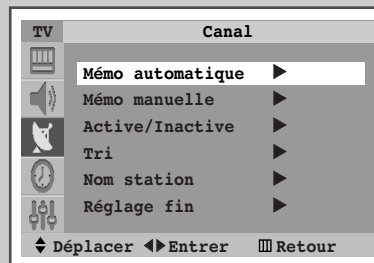 TV Canal
Mémo automatique ▶
Mémo manuelle ▶
Active/Inactive ▶
Tri ▶
Nom station ▶
Réglage fin ▶
Déplacer Entrer Retour